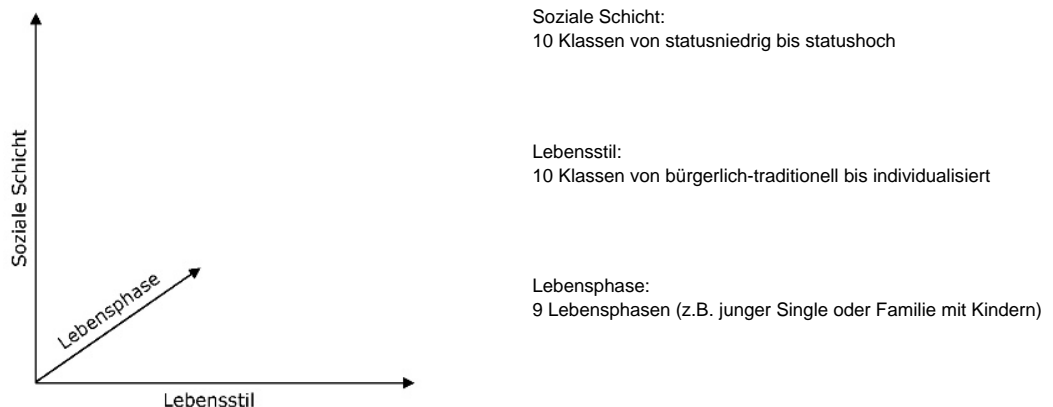 Soziale Schicht
Lebensphase
Lebensstil
Soziale Schicht:
10 Klassen von statusniedrig bis statushoch
Lebensstil:
10 Klassen von bürgerlich-traditionell bis individualisiert
Lebensphase:
9 Lebensphasen (z.B. junger Single oder Familie mit Kindern)